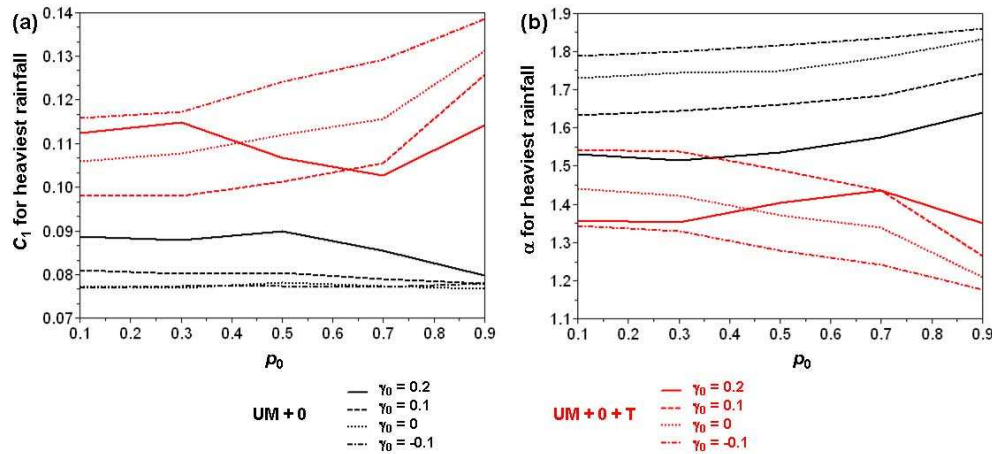 (a)
0.14
0.13
0.12
0.11
0.10
0.09
0.08
0.07
C1 for heaviest rainfall
0.1 0.2 0.3 0.4 0.5 0.6 0.7 0.8 0.9
p0
(b)
1.9
1.8
1.7
1.6
1.5
1.4
1.3
1.2
1.1
α for heaviest rainfall
0.1 0.2 0.3 0.4 0.5 0.6 0.7 0.8 0.9
p0
UM + 0
γ0 = 0.2
γ0 = 0.1
γ0 = 0
γ0 = -0.1
UM + 0 + T
γ0 = 0.2
γ0 = 0.1
γ0 = 0
γ0 = -0.1